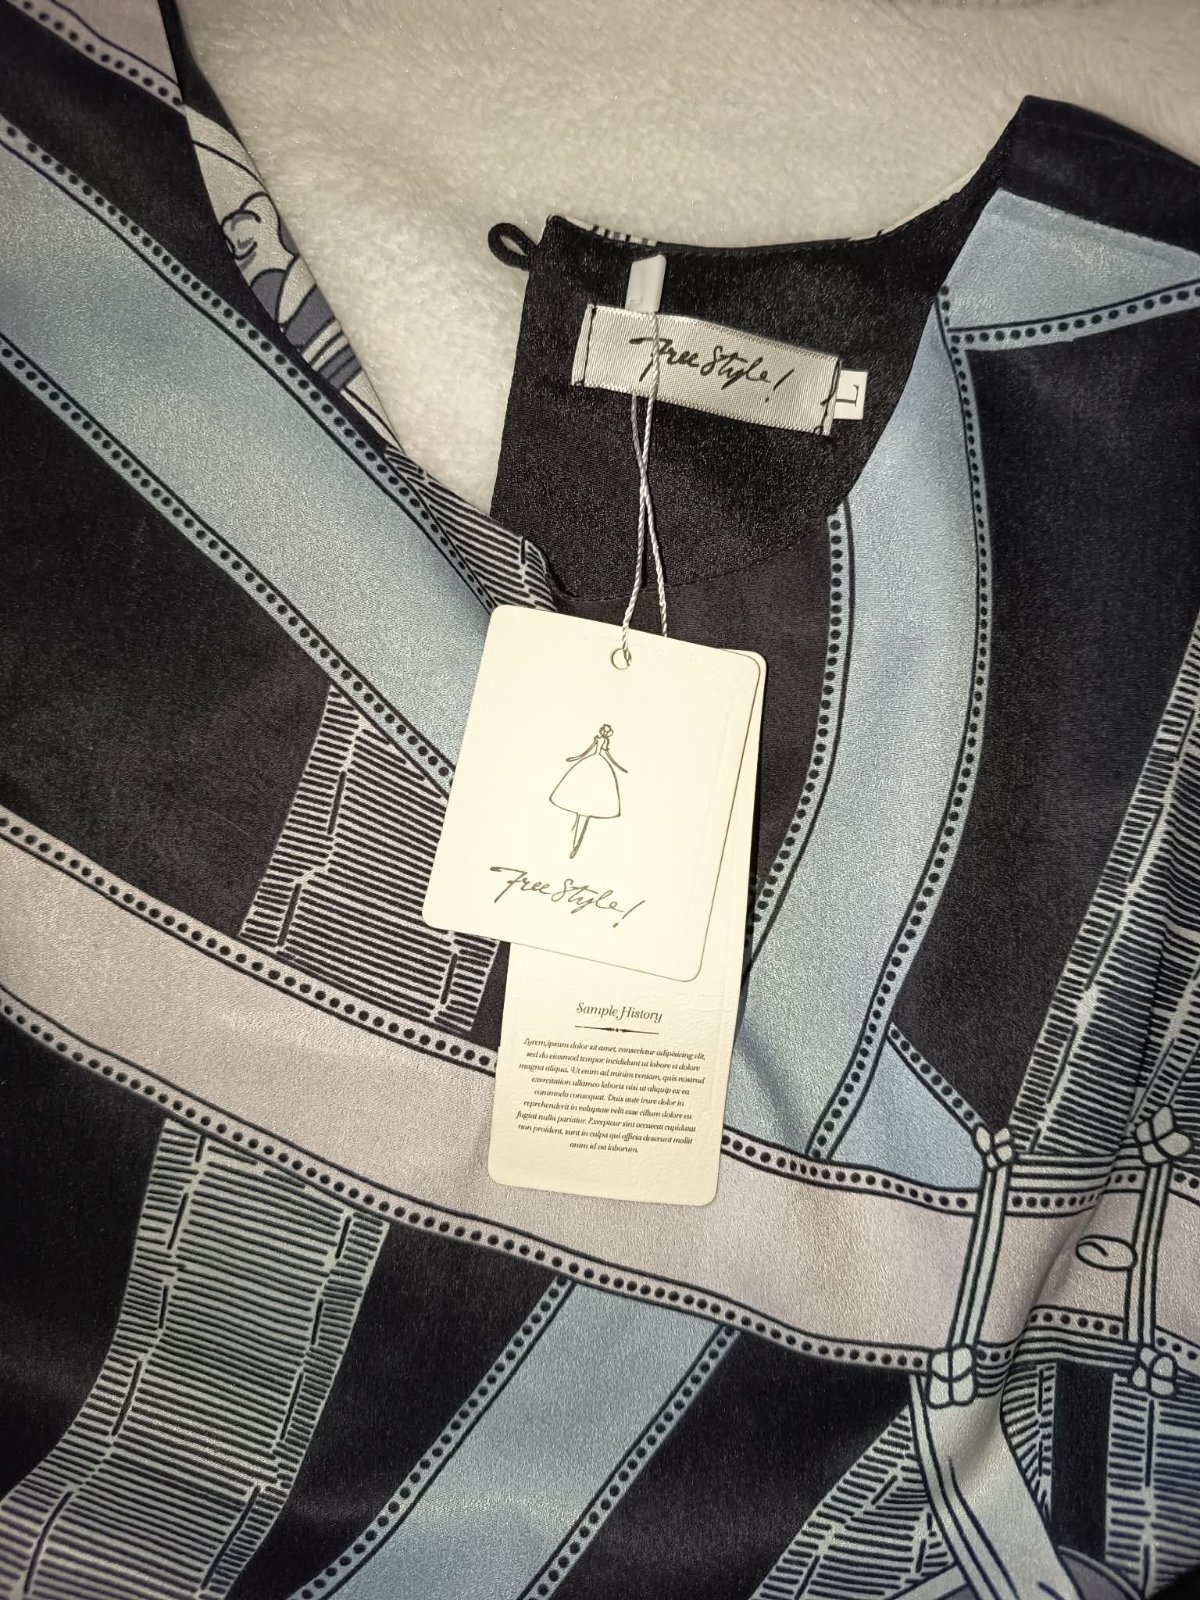 Free Style!
L
Free Style!
Sample History
Lorem ipsum dolor sit amet, consectetur adipisicing elit,
sed do eiusmod tempor incididunt ut labore et dolore
magna aliqua. Ut enim ad minim veniam, quis nostrud
exercitation ullamco laboris nisi ut aliquip ex ea
commodo consequat. Duis aute irure dolor in
reprehenderit in voluptate velit esse cillum dolore eu
fugiat nulla pariatur. Excepteur sint occaecat cupidatat
non proident, sunt in culpa qui officia deserunt mollit
anim id est laborum.